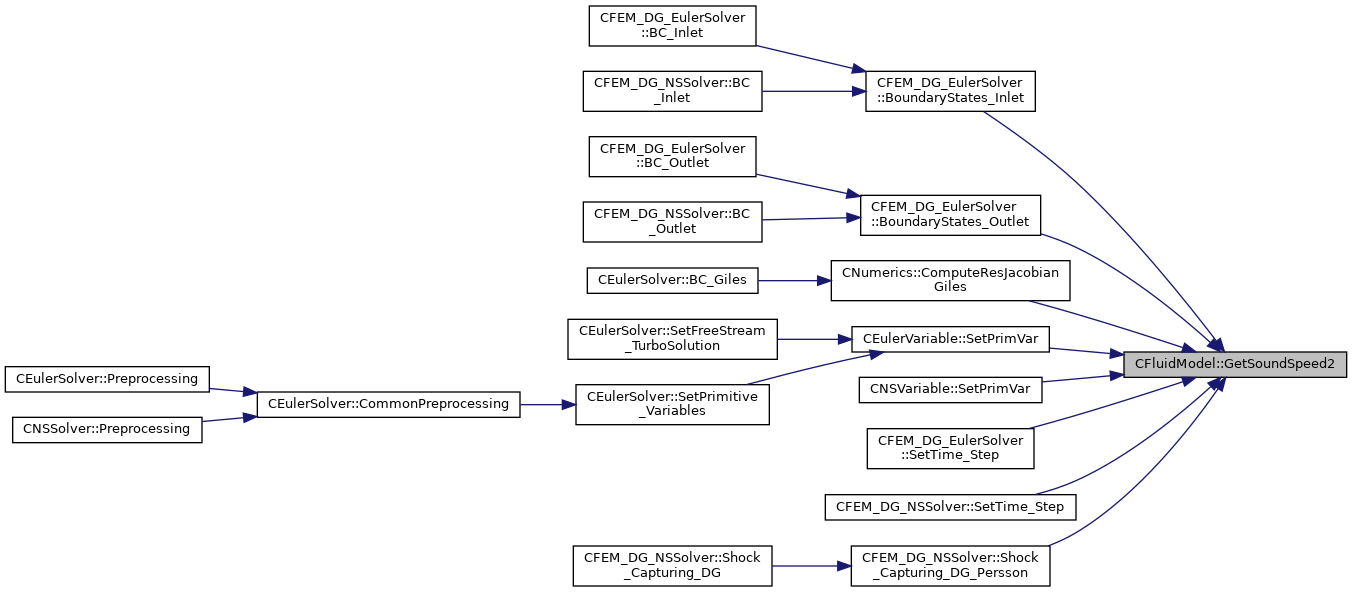 CFEM_DG_EulerSolver
::BC_Inlet
CFEM_DG_NSSolver::BC
_Inlet
CFEM_DG_EulerSolver
::BoundaryStates_Inlet
CFEM_DG_EulerSolver
::BC_Outlet
CFEM_DG_NSSolver::BC
_Outlet
CFEM_DG_EulerSolver
::BoundaryStates_Outlet
CEulerSolver::BC_Giles
CNumerics::ComputeResJacobian
Giles
CEulerSolver::SetFreeStream
_TurboSolution
CEulerVariable::SetPrimVar
CFluidModel::GetSoundSpeed2
CEulerSolver::Preprocessing
CNSSolver::Preprocessing
CEulerSolver::CommonPreprocessing
CEulerSolver::SetPrimitive
_Variables
CNSVariable::SetPrimVar
CFEM_DG_EulerSolver
::SetTime_Step
CFEM_DG_NSSolver::SetTime_Step
CFEM_DG_NSSolver::Shock
_Capturing_DG
CFEM_DG_NSSolver::Shock
_Capturing_DG_Persson